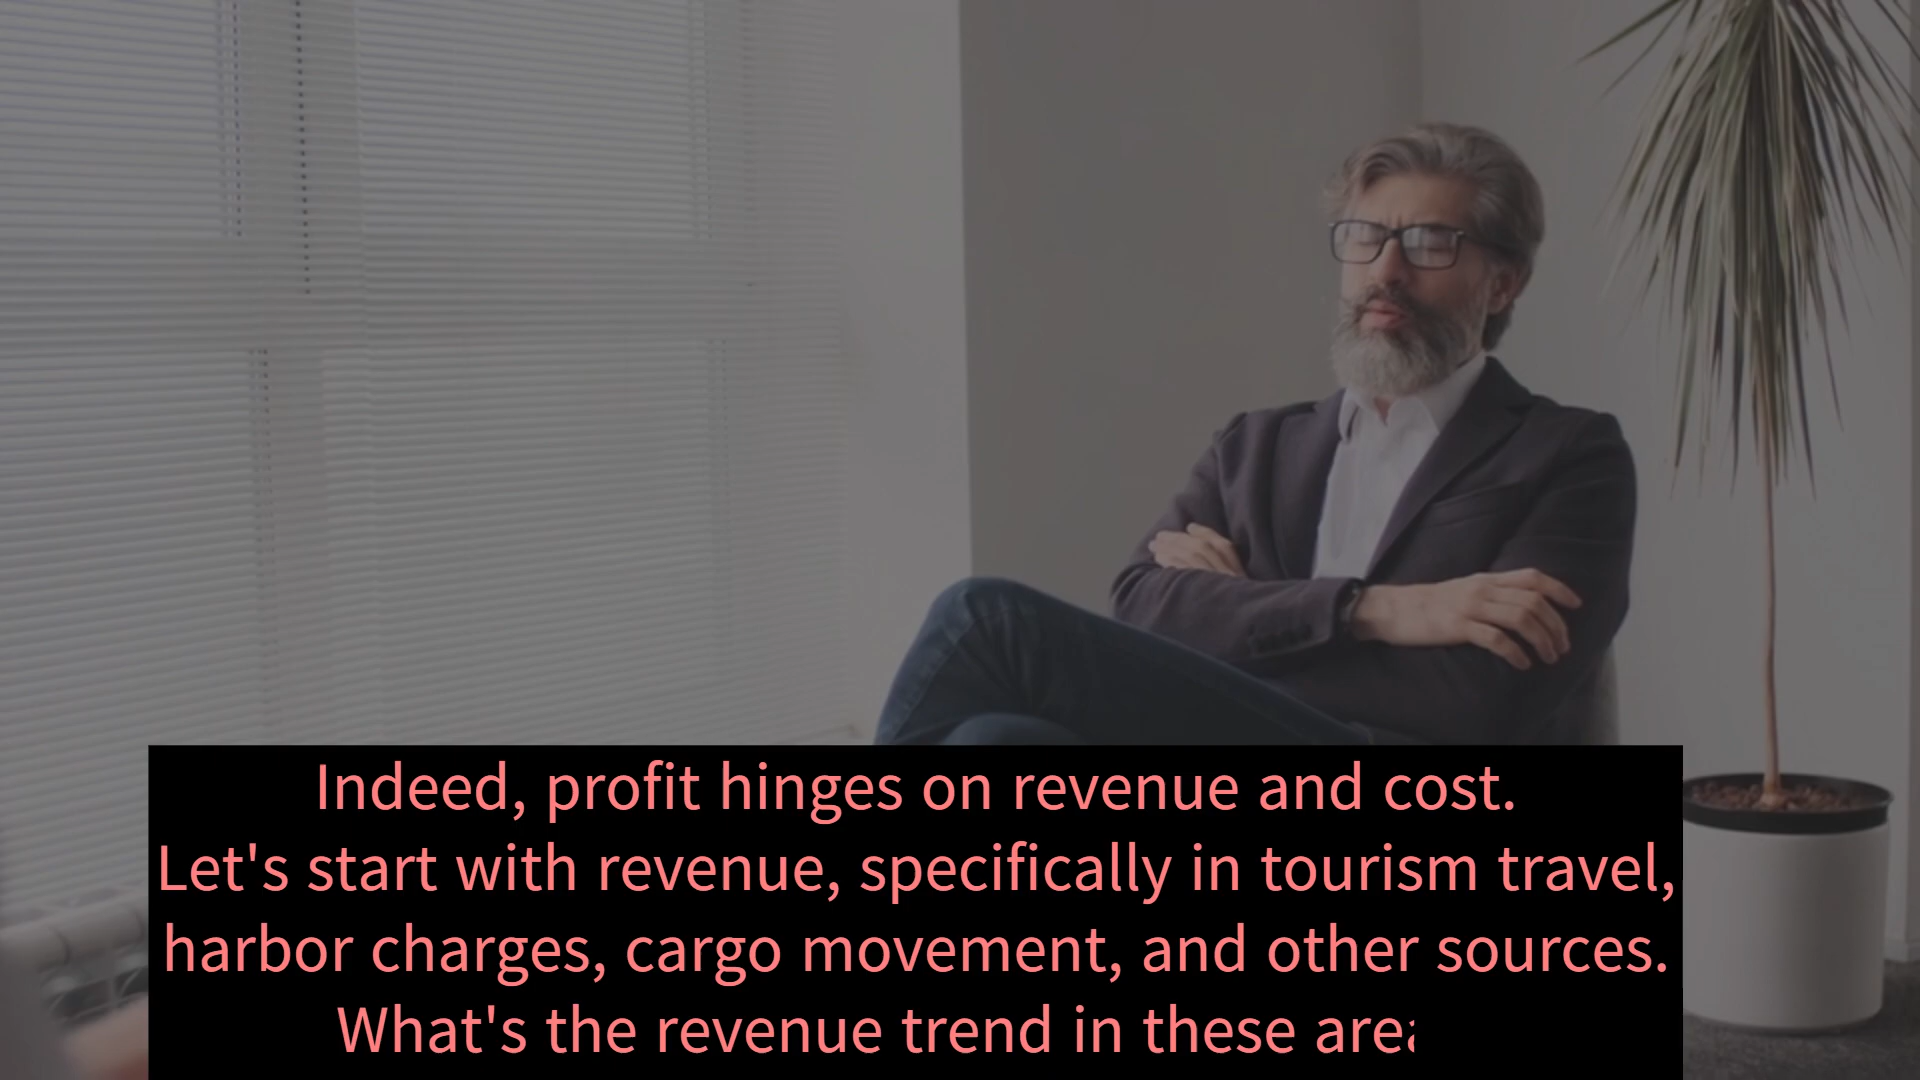 Indeed, profit hinges on revenue and cost.
Let's start with revenue, specifically in tourism travel,
harbor charges, cargo movement, and other sources.
What's the revenue trend in these area